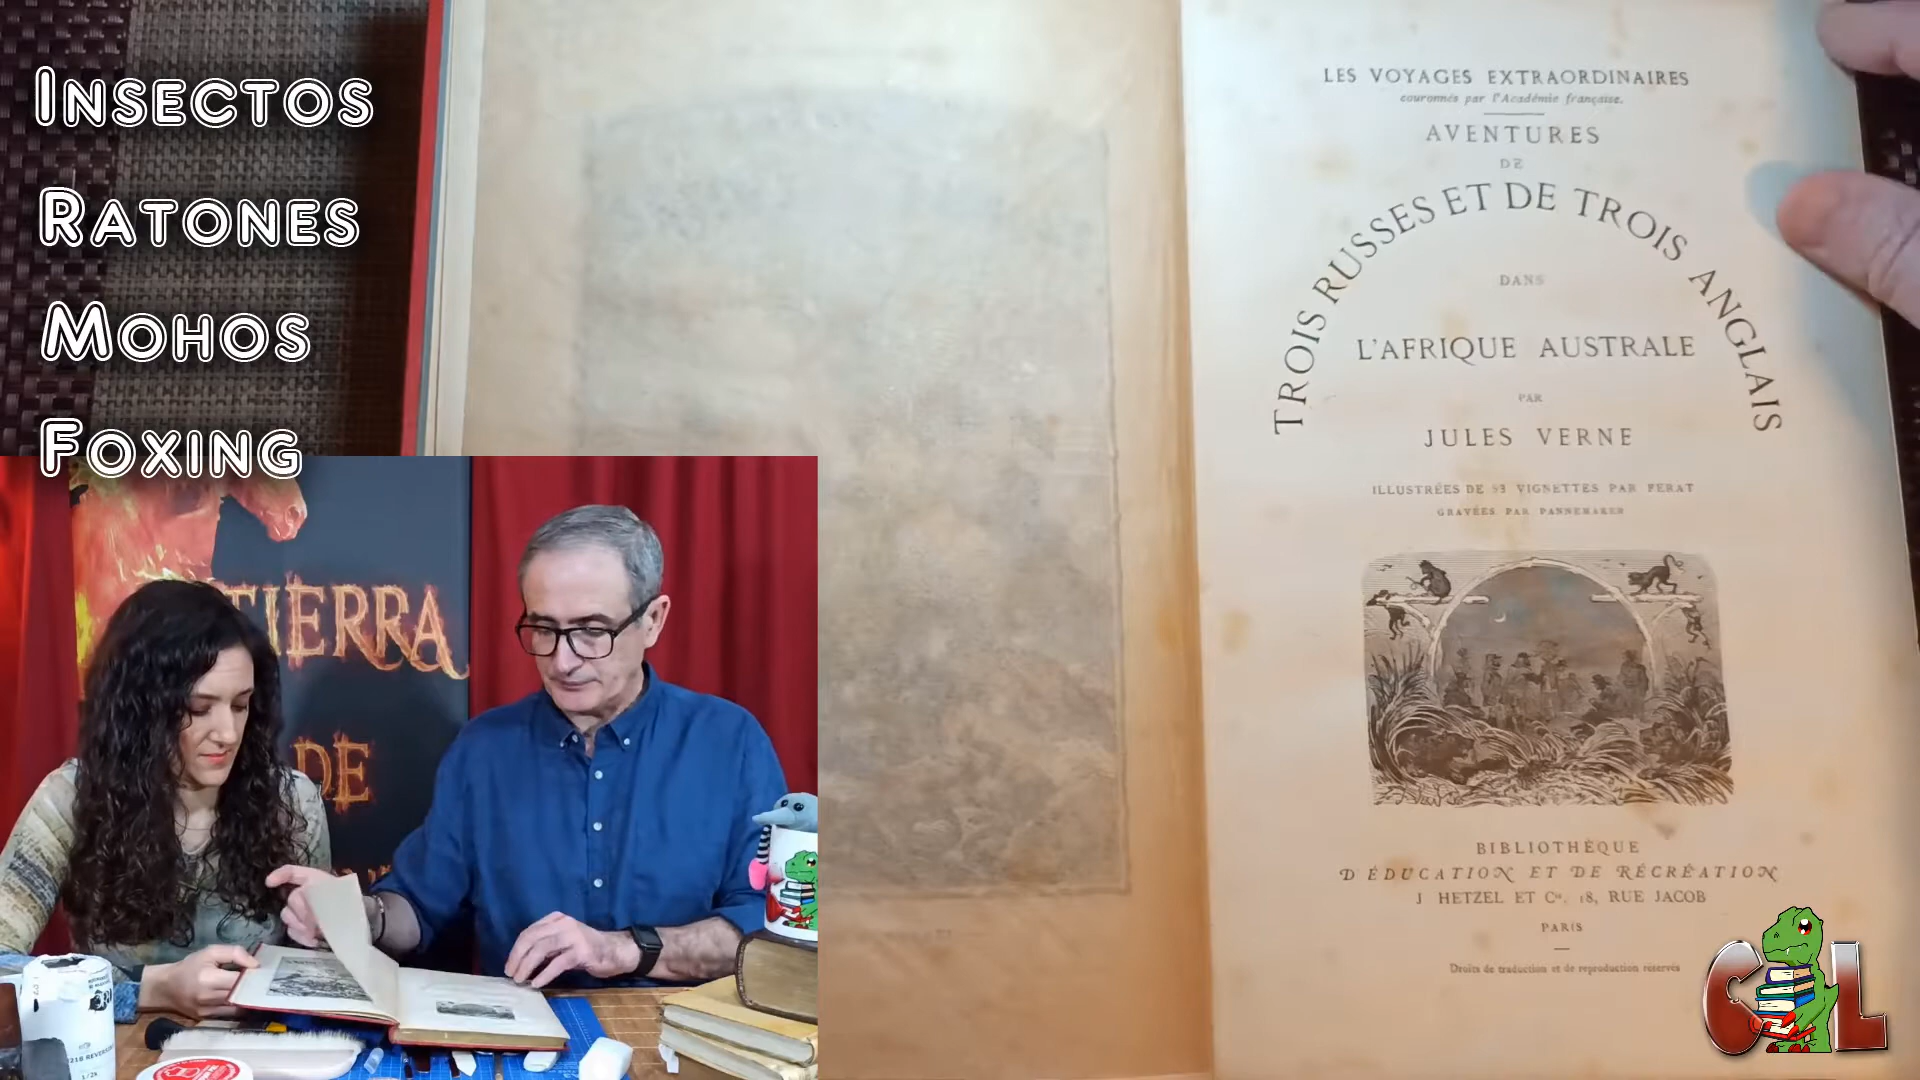 INSECTOS
RATONES
MOHOS
FOXING
LES VOYAGES EXTRAORDINAIRES
couronnés par l'Académie française.
AVENTURES
DE
TROIS RUSSES ET DE TROIS ANGLAIS
DANS
L'AFRIQUE AUSTRALE
PAR
JULES VERNE
ILLUSTRÉES DE 53 VIGNETTES PAR FERAT
GRAVÉES PAR PANNEMAKER
BIBLIOTHÈQUE
D'ÉDUCATION ET DE RÉCRÉATION
J HETZEL ET Cie, 18, RUE JACOB
PARIS
Droits de traduction et de reproduction réservés
TIERRA
DE
C L